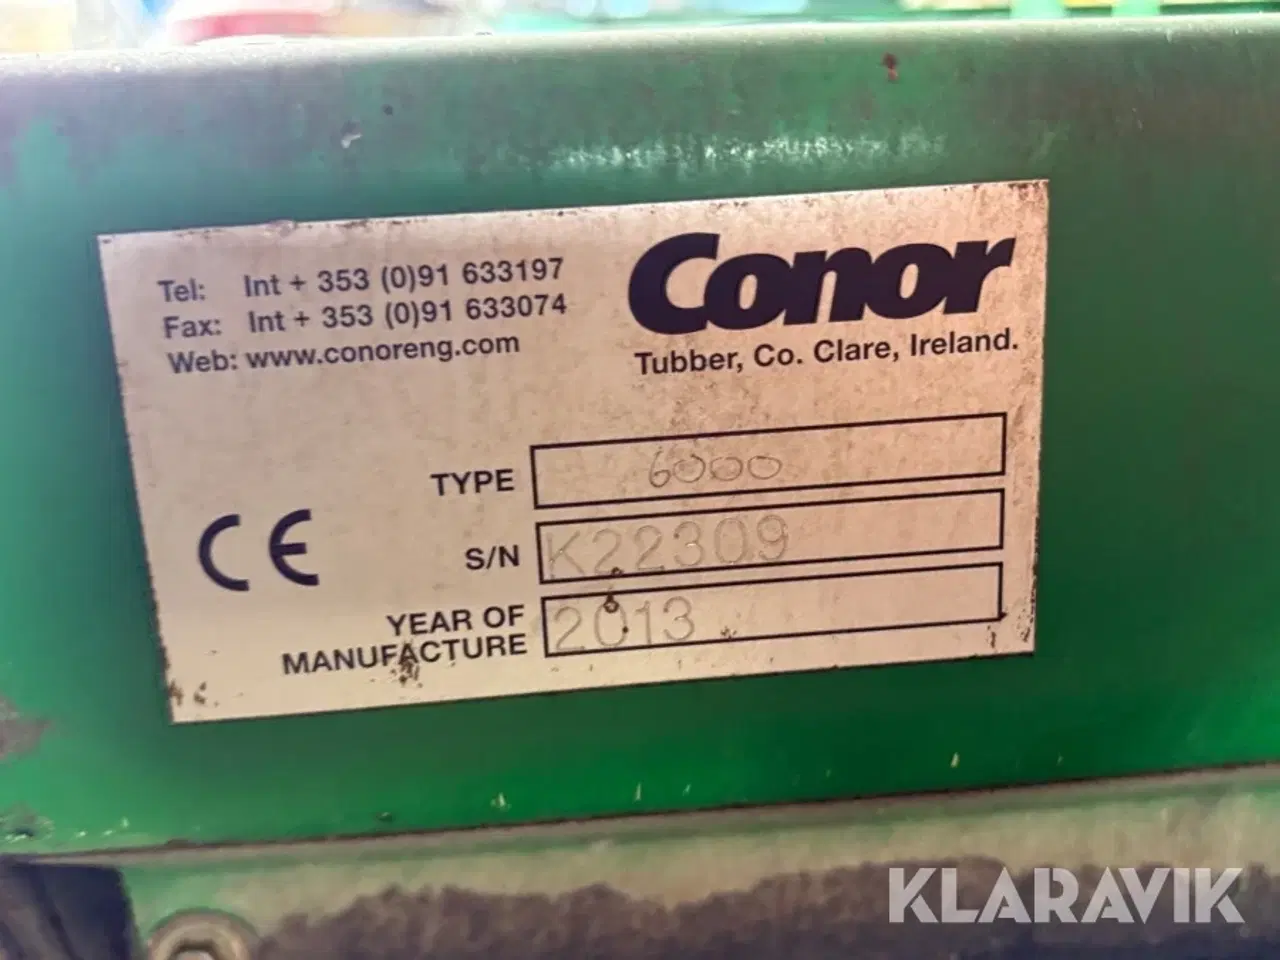 Conor
Tubber, Co. Clare, Ireland.
Tel: Int + 353 (0)91 633197
Fax: Int + 353 (0)91 633074
Web: www.conoreng.com
TYPE 6000
CE
S/N K22309
YEAR OF
MANUFACTURE 2013
KLARAVIK